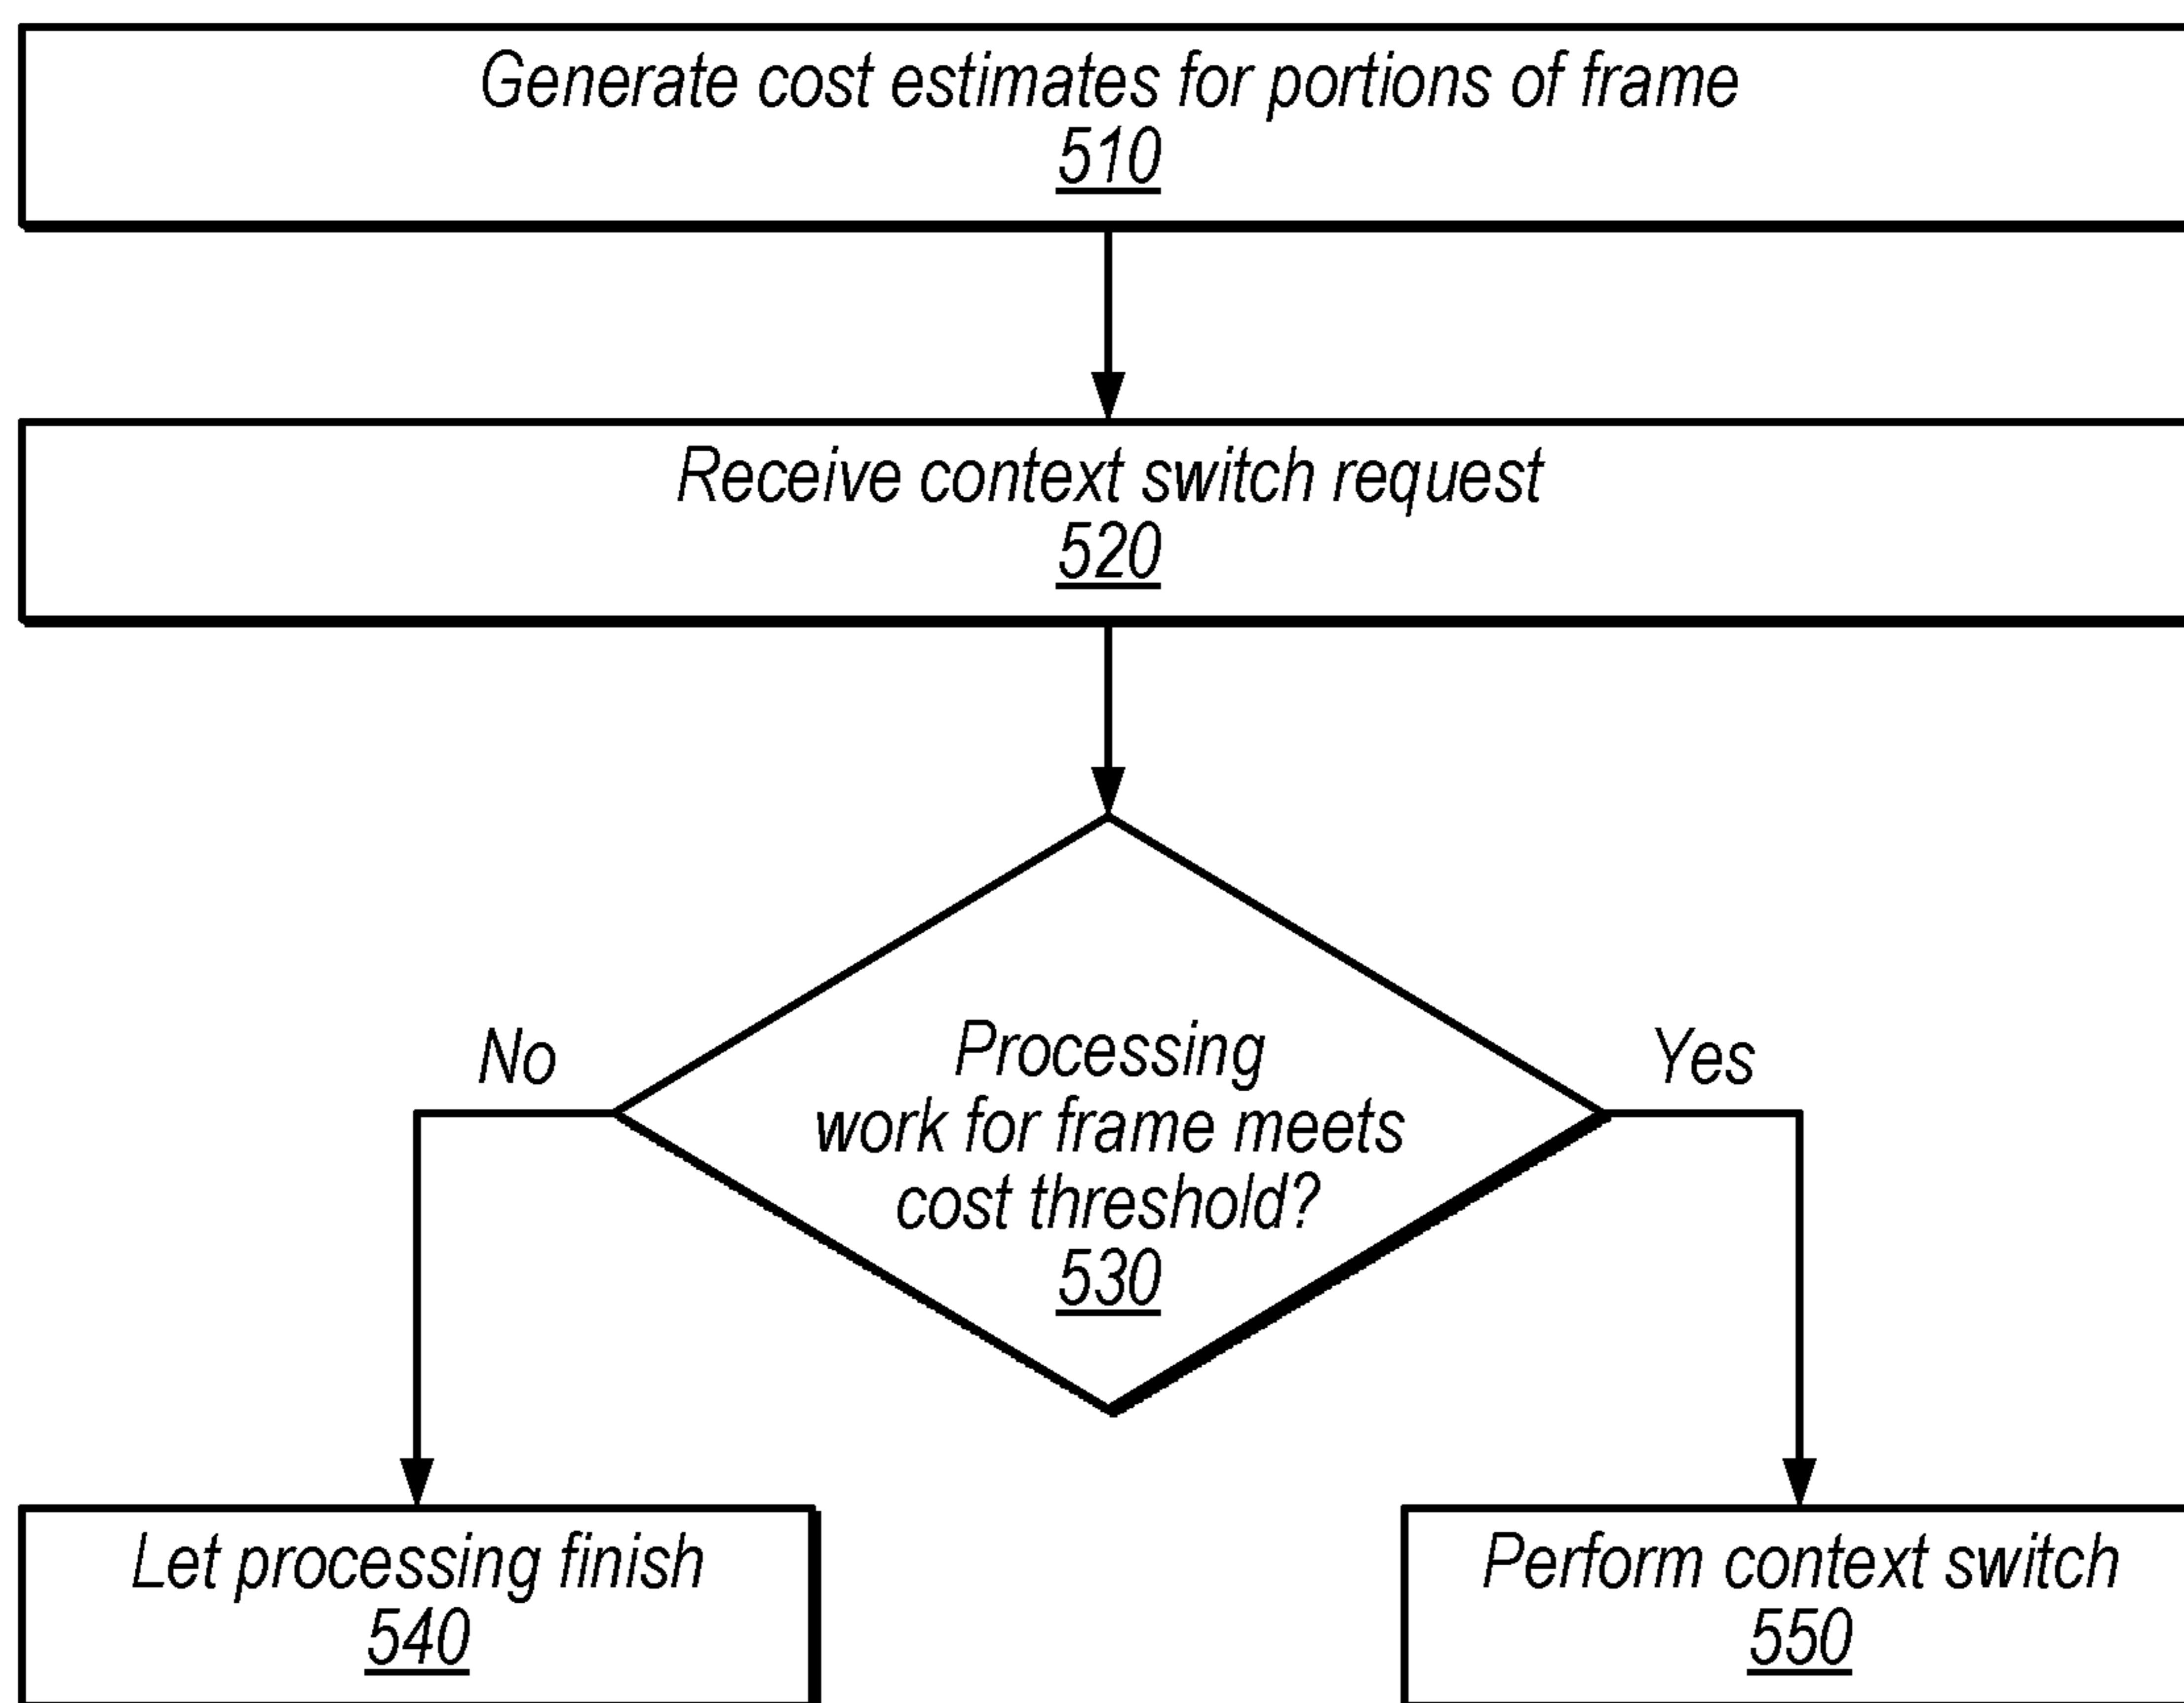 Generate cost estimates for portions of frame
510
Receive context switch request
520
No
Yes
Processing
work for frame meets
cost threshold?
530
Let processing finish
540
Perform context switch
550